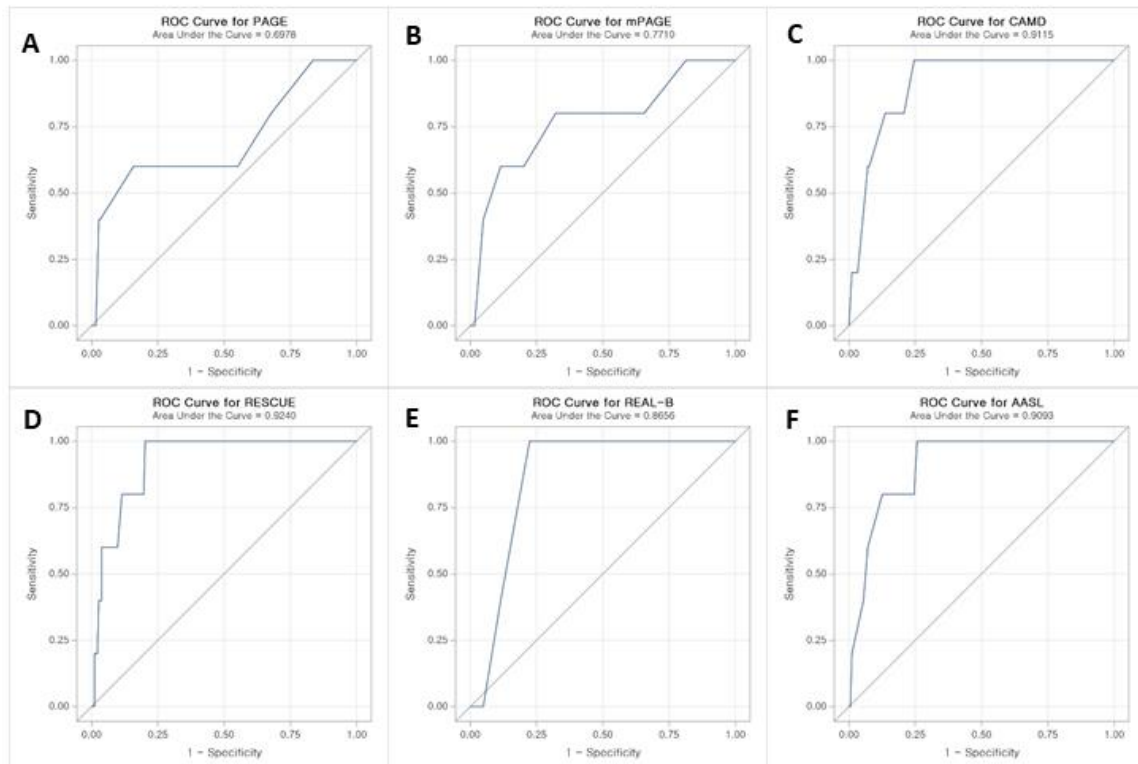 A
ROC Curve for PAGE
Area Under the Curve = 0.6978
1.00
0.75
0.50
0.25
0.00
Sensitivity
0.00 0.25 0.50 0.75 1.00
1 - Specificity
B
ROC Curve for mPAGE
Area Under the Curve = 0.7710
1.00
0.75
0.50
0.25
0.00
Sensitivity
0.00 0.25 0.50 0.75 1.00
1 - Specificity
C
ROC Curve for CAMD
Area Under the Curve = 0.9115
1.00
0.75
0.50
0.25
0.00
Sensitivity
0.00 0.25 0.50 0.75 1.00
1 - Specificity
D
ROC Curve for RESCUE
Area Under the Curve = 0.9240
1.00
0.75
0.50
0.25
0.00
Sensitivity
0.00 0.25 0.50 0.75 1.00
1 - Specificity
E
ROC Curve for REAL-B
Area Under the Curve = 0.8656
1.00
0.75
0.50
0.25
0.00
Sensitivity
0.00 0.25 0.50 0.75 1.00
1 - Specificity
F
ROC Curve for AASL
Area Under the Curve = 0.9093
1.00
0.75
0.50
0.25
0.00
Sensitivity
0.00 0.25 0.50 0.75 1.00
1 - Specificity